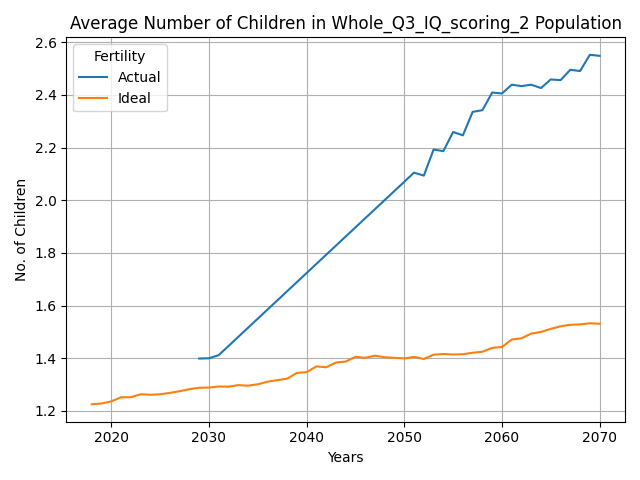 Average Number of Children in Whole_Q3_IQ_scoring_2 Population
Fertility
Actual
Ideal
No. of Children
2.6
2.4
2.2
2.0
1.8
1.6
1.4
1.2
2020 2030 2040 2050 2060 2070
Years